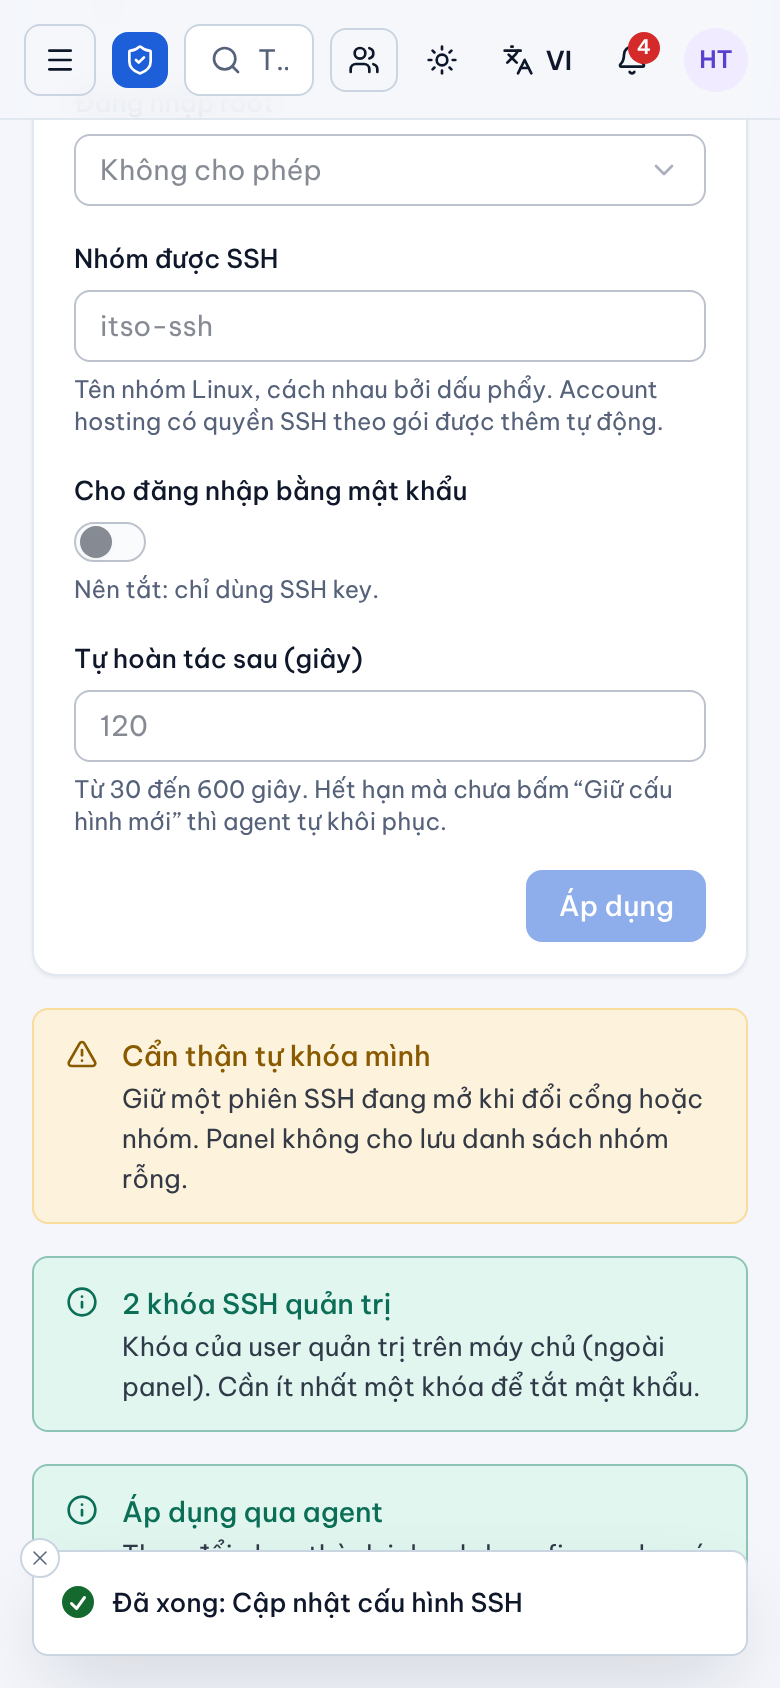 T..
VI
4
HT
Đăng nhập root
Không cho phép
Nhóm được SSH
itso-ssh
Tên nhóm Linux, cách nhau bởi dấu phẩy. Account
hosting có quyền SSH theo gói được thêm tự động.
Cho đăng nhập bằng mật khẩu
Nên tắt: chỉ dùng SSH key.
Tự hoàn tác sau (giây)
120
Từ 30 đến 600 giây. Hết hạn mà chưa bấm “Giữ cấu
hình mới” thì agent tự khôi phục.
Áp dụng
Cẩn thận tự khóa mình
Giữ một phiên SSH đang mở khi đổi cổng hoặc
nhóm. Panel không cho lưu danh sách nhóm
rỗng.
2 khóa SSH quản trị
Khóa của user quản trị trên máy chủ (ngoài
panel). Cần ít nhất một khóa để tắt mật khẩu.
Áp dụng qua agent
Đã xong: Cập nhật cấu hình SSH